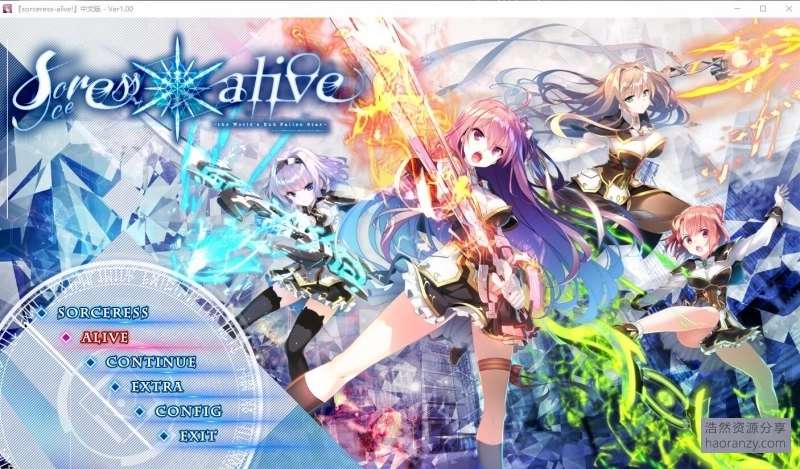 『sorceress-alive!』中文版 - Ver1.00
Sorceress alive
~the World's End Fallen Star~
SORCERESS
ALIVE
CONTINUE
EXTRA
CONFIG
EXIT
浩然资源分享
haoranzy.com